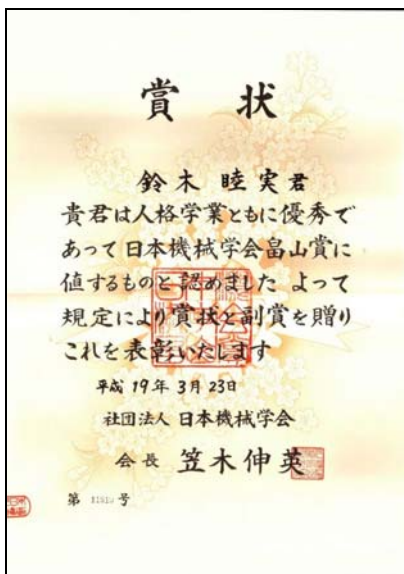 賞状
鈴木睦実君
貴君は人格学業ともに優秀で
あって日本機械学会畠山賞に
値するものと認めました よって
規定により賞状と副賞を贈り
これを表彰いたします
平成19年3月23日
社団法人 日本機械学会
会長 笠木伸英
第 号